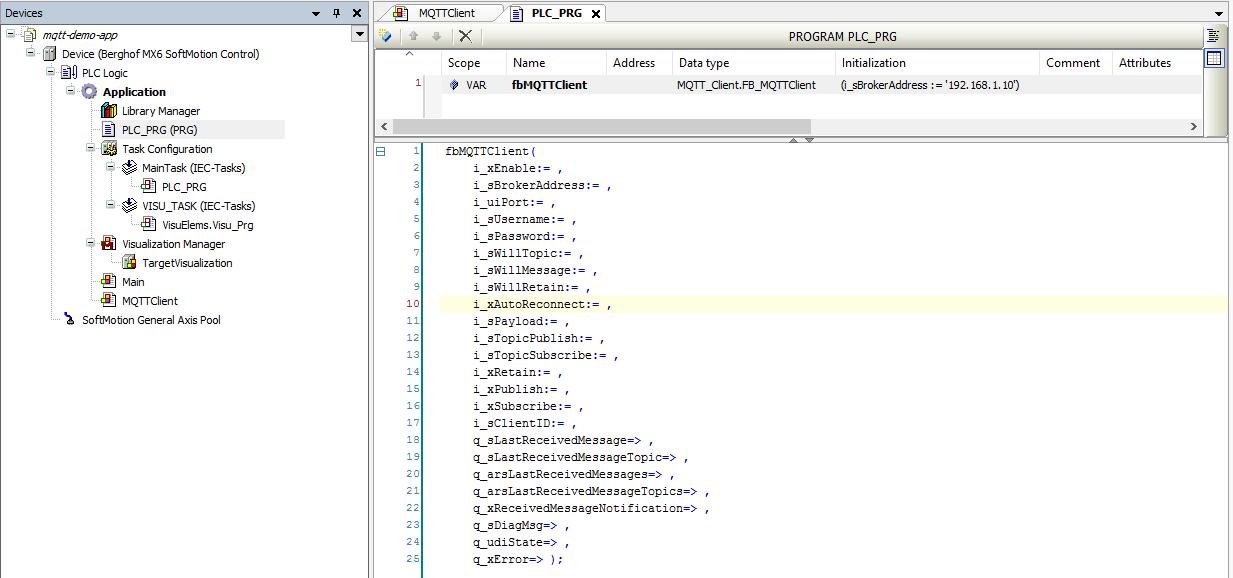 Devices
mqtt-demo-app
Device (Berghof MX6 SoftMotion Control)
PLC Logic
Application
Library Manager
PLC_PRG (PRG)
Task Configuration
MainTask (IEC-Tasks)
PLC_PRG
VISU_TASK (IEC-Tasks)
VisuElems.Visu_Prg
Visualization Manager
TargetVisualization
Main
MQTTClient
SoftMotion General Axis Pool
MQTTClient PLC_PRG
PROGRAM PLC_PRG
Scope Name Address Data type Initialization Comment Attributes
1 VAR fbMQTTClient MQTT_Client.FB_MQTTClient (i_sBrokerAddress := '192.168.1.10')
1 fbMQTTClient(
2 i_xEnable:= ,
3 i_sBrokerAddress:= ,
4 i_uiPort:= ,
5 i_sUsername:= ,
6 i_sPassword:= ,
7 i_sWillTopic:= ,
8 i_sWillMessage:= ,
9 i_sWillRetain:= ,
10 i_xAutoReconnect:= ,
11 i_sPayload:= ,
12 i_sTopicPublish:= ,
13 i_sTopicSubscribe:= ,
14 i_xRetain:= ,
15 i_xPublish:= ,
16 i_xSubscribe:= ,
17 i_sClientID:= ,
18 q_sLastReceivedMessage=> ,
19 q_sLastReceivedMessageTopic=> ,
20 q_arsLastReceivedMessages=> ,
21 q_arsLastReceivedMessageTopics=> ,
22 q_xReceivedMessageNotification=> ,
23 q_sDiagMsg=> ,
24 q_udiState=> ,
25 q_xError=> );